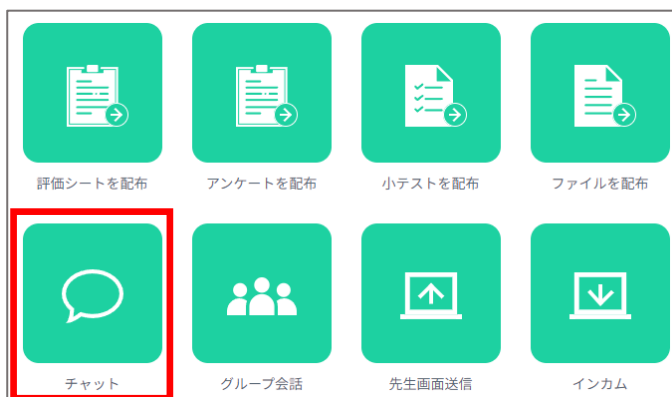 評価シートを配布
アンケートを配布
小テストを配布
ファイルを配布
チャット
グループ会話
先生画面送信
インカム